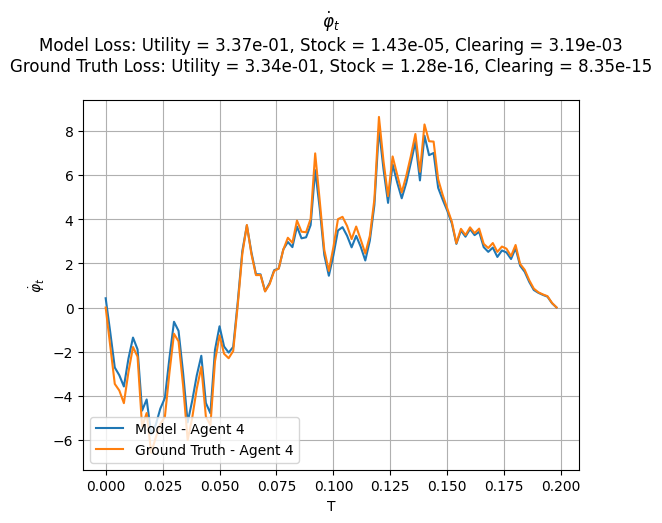 φ̇ₜ
Model Loss: Utility = 3.37e-01, Stock = 1.43e-05, Clearing = 3.19e-03
Ground Truth Loss: Utility = 3.34e-01, Stock = 1.28e-16, Clearing = 8.35e-15
8
6
4
2
0
−2
−4
−6
φ̇ₜ
Model - Agent 4
Ground Truth - Agent 4
0.000 0.025 0.050 0.075 0.100 0.125 0.150 0.175 0.200
T